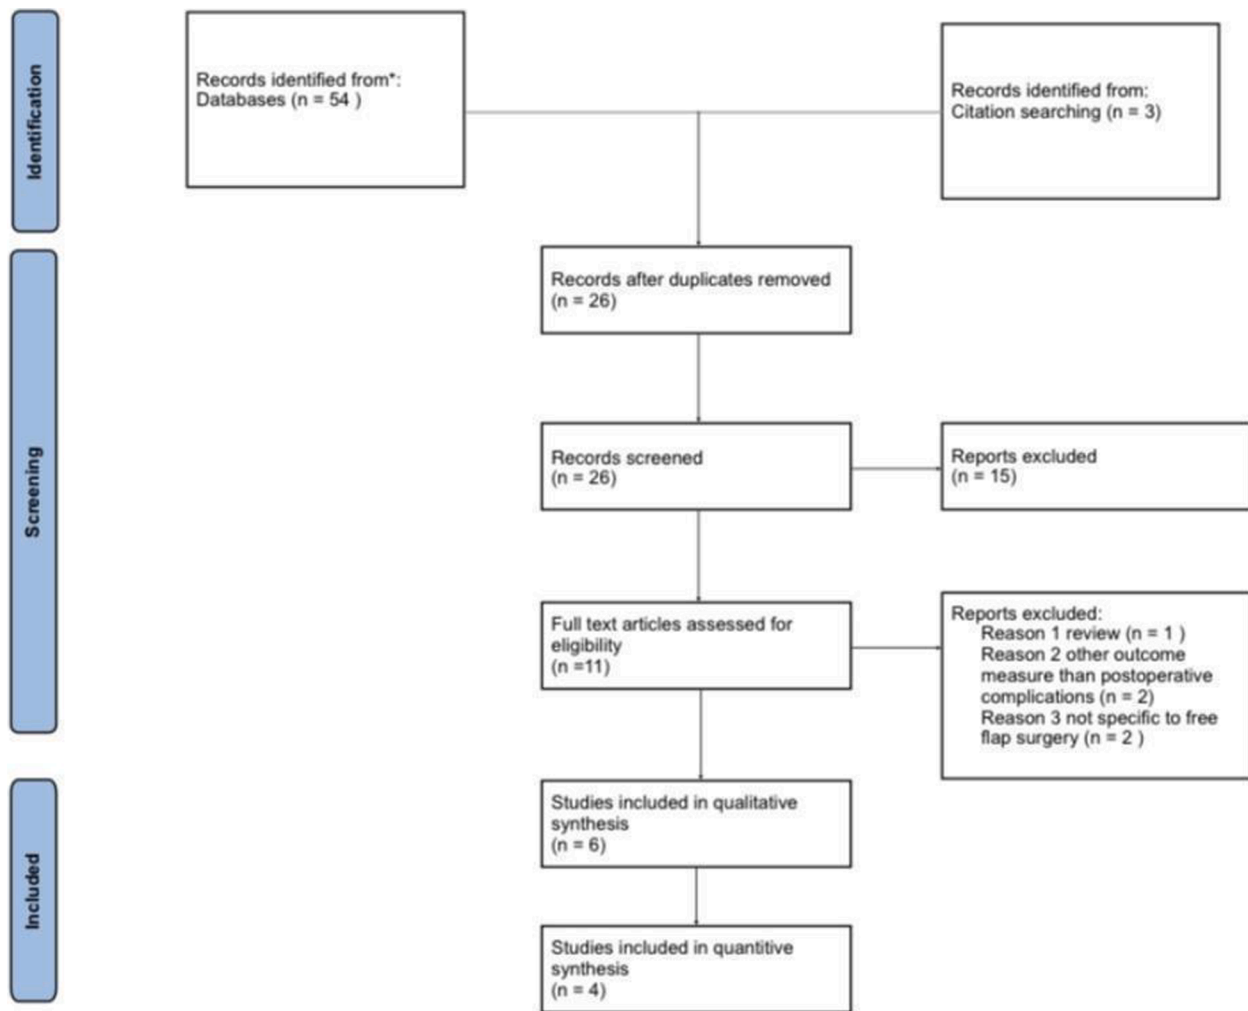 Identification
Records identified from*:
Databases (n = 54 )
Records identified from:
Citation searching (n = 3)
Screening
Records after duplicates removed
(n = 26)
Records screened
(n = 26)
Reports excluded
(n = 15)
Full text articles assessed for
eligibility
(n =11)
Reports excluded:
Reason 1 review (n = 1 )
Reason 2 other outcome
measure than postoperative
complications (n = 2)
Reason 3 not specific to free
flap surgery (n = 2 )
Included
Studies included in qualitative
synthesis
(n = 6)
Studies included in quantitive
synthesis
(n = 4)